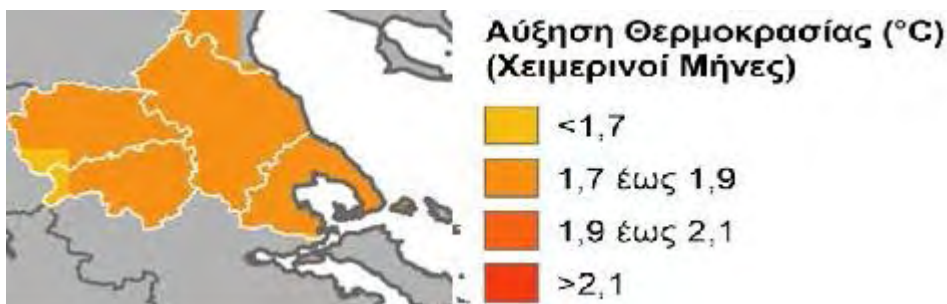 Αύξηση Θερμοκρασίας (°C)
(Χειμερινοί Μήνες)
<1,7
1,7 έως 1,9
1,9 έως 2,1
>2,1